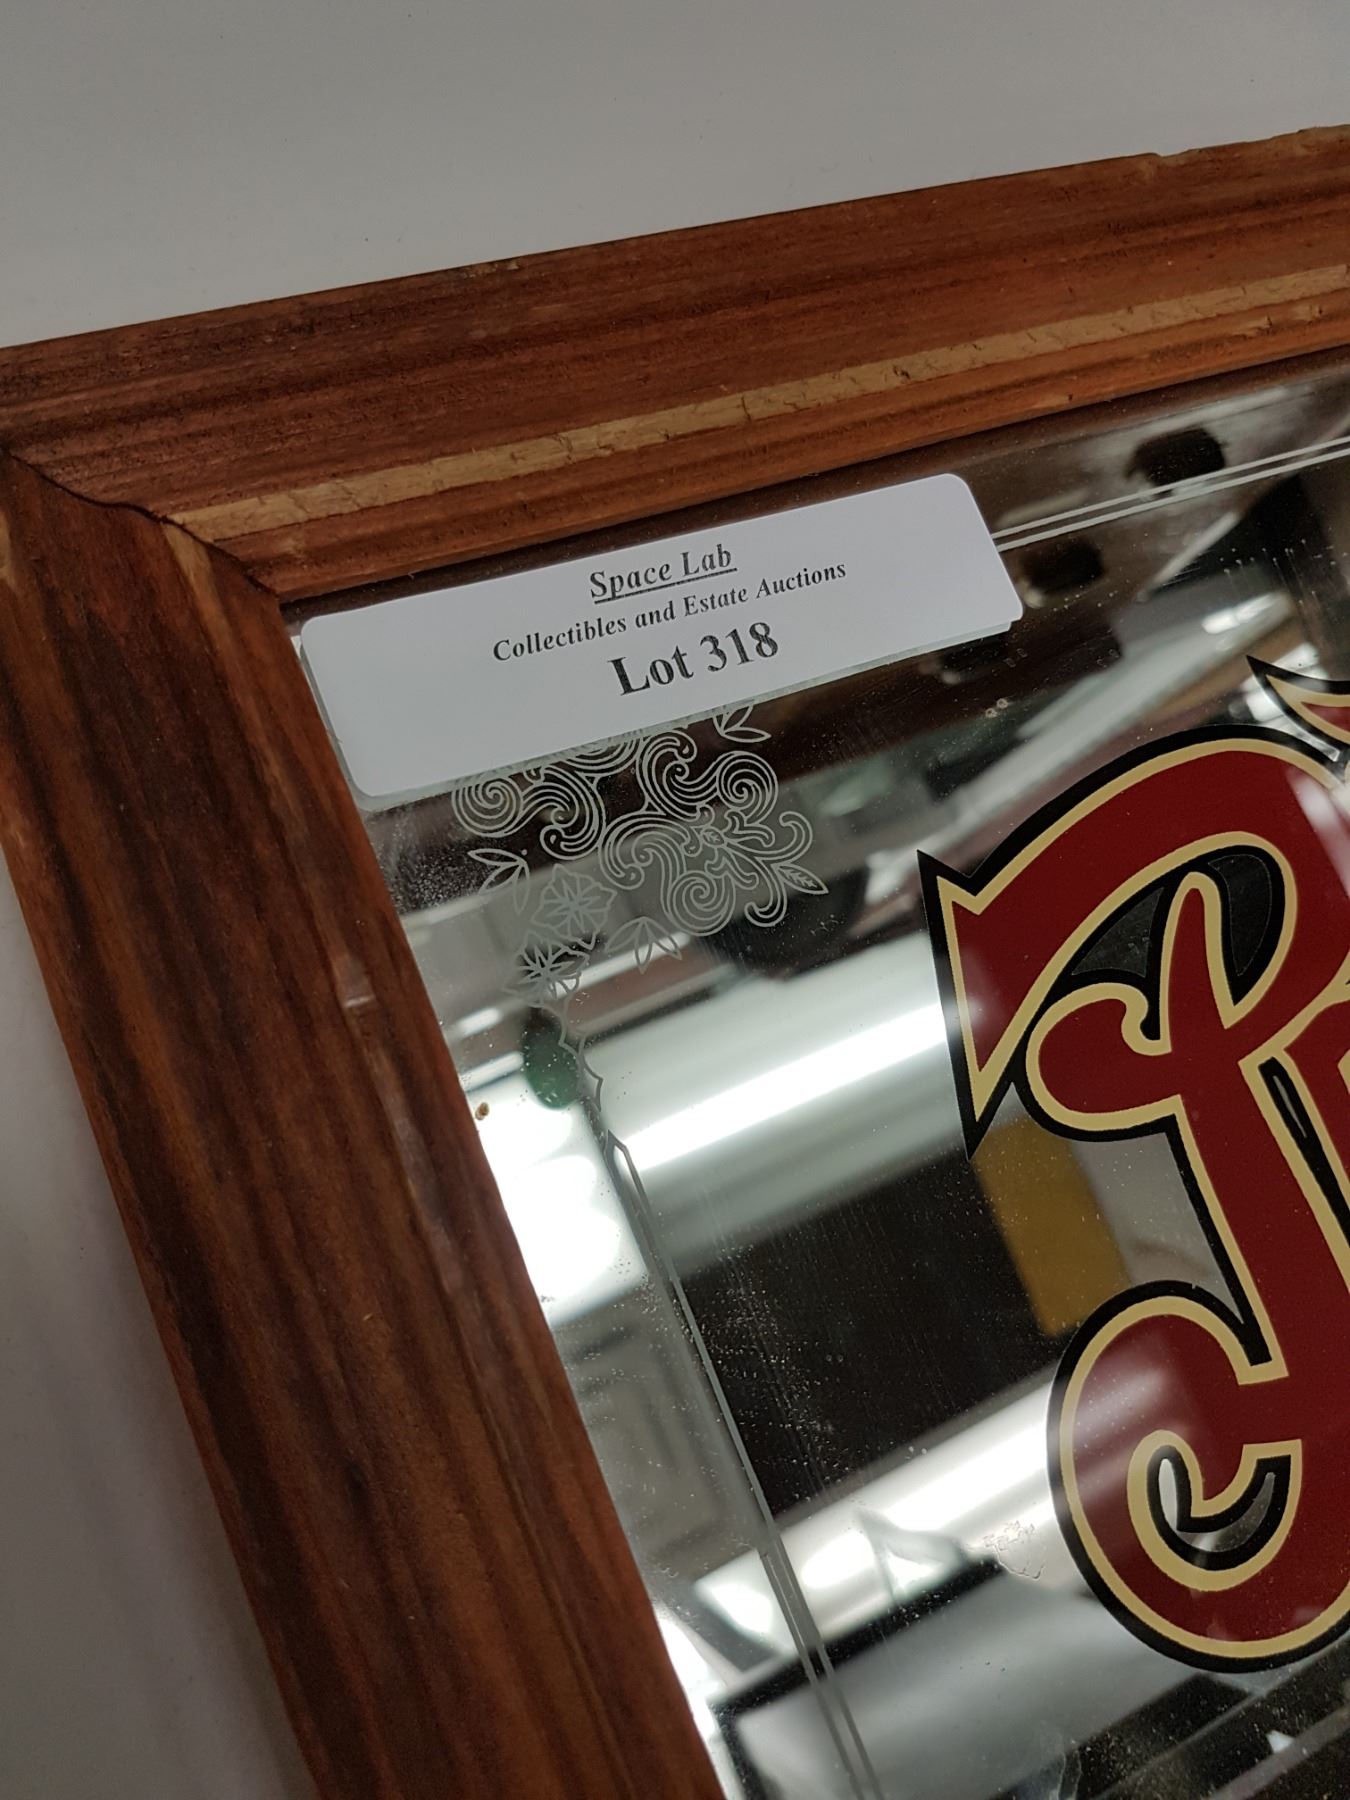 Space Lab
Collectibles and Estate Auctions
Lot 318